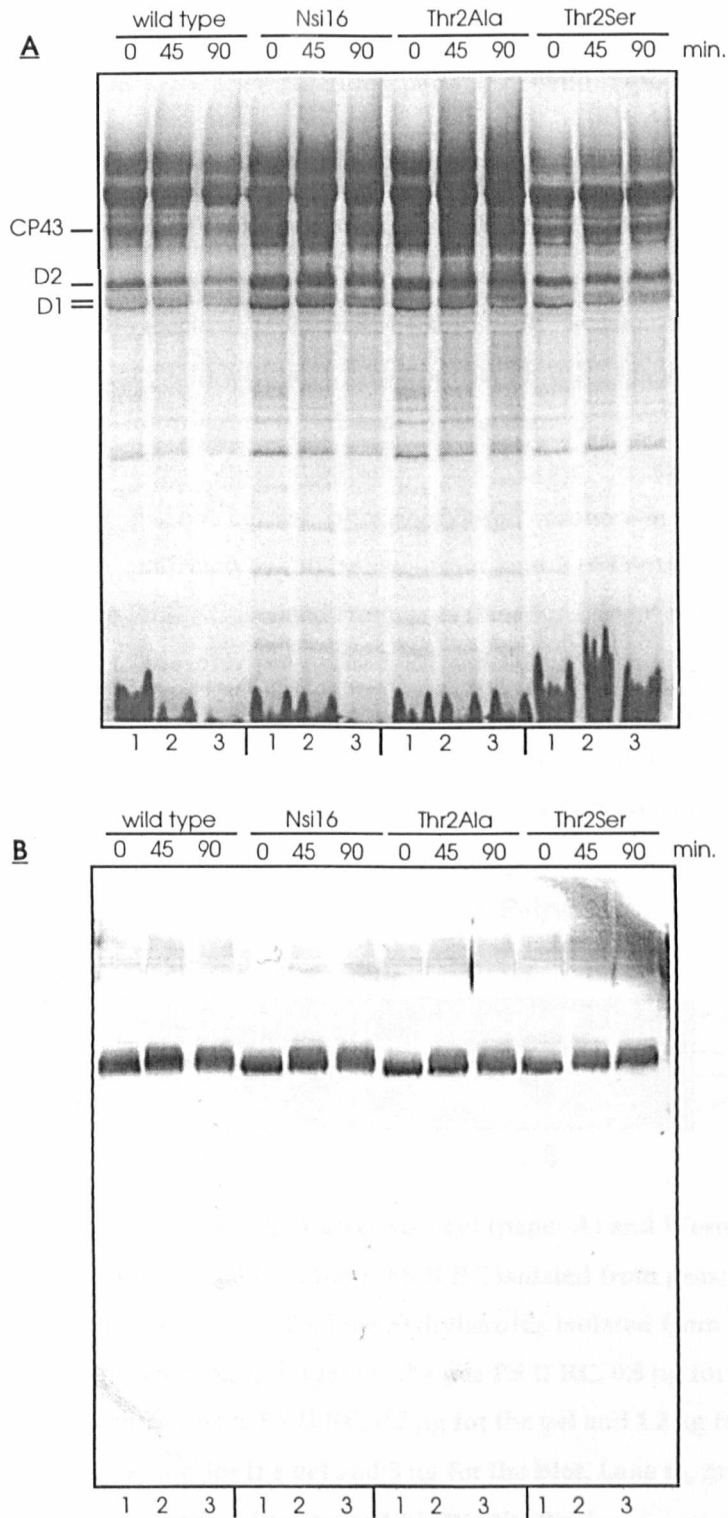 A
wild type Nsi16 Thr2Ala Thr2Ser
0 45 90 0 45 90 0 45 90 0 45 90 min.
CP43
D2
D1
1 2 3 1 2 3 1 2 3 1 2 3
B
wild type Nsi16 Thr2Ala Thr2Ser
0 45 90 0 45 90 0 45 90 0 45 90 min.
1 2 3 1 2 3 1 2 3 1 2 3